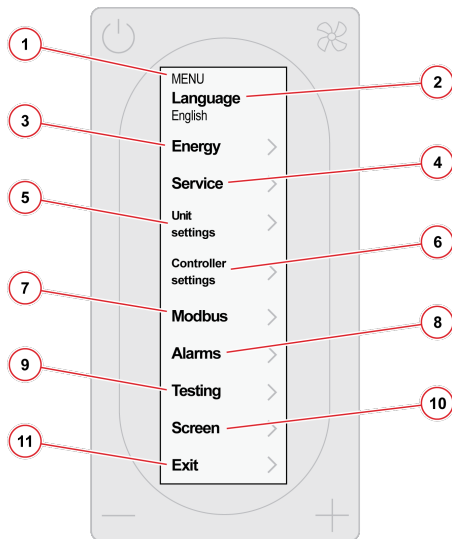 1
MENU
Language
English
2
3
Energy
Service
4
5
Unit
settings
Controller
settings
6
7
Modbus
Alarms
8
9
Testing
Screen
10
11
Exit